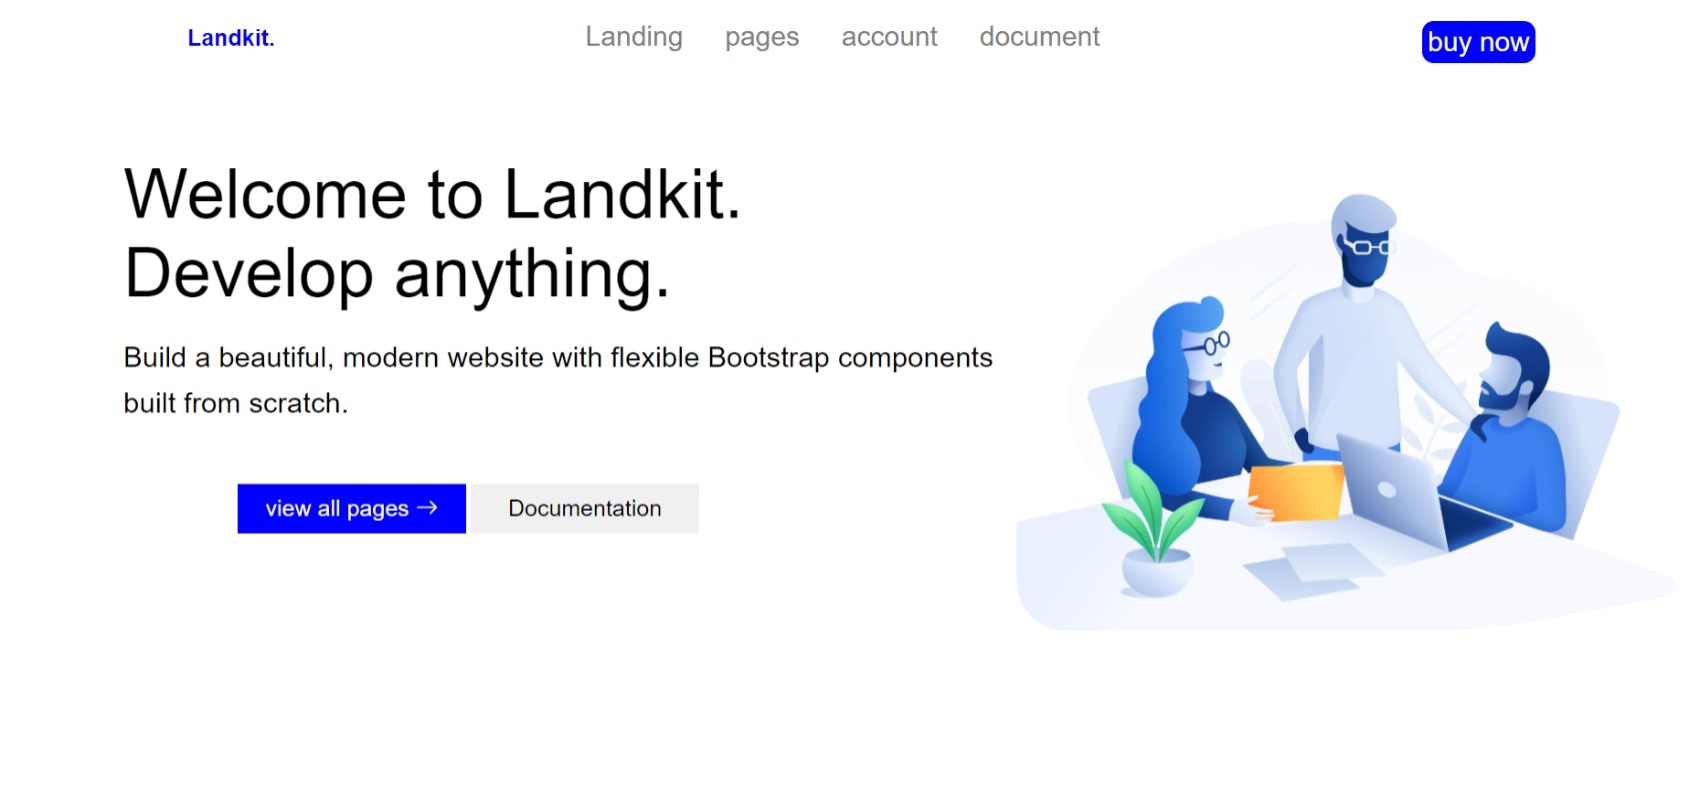 Landkit.
Landing pages account document
buy now
Welcome to Landkit.
Develop anything.
Build a beautiful, modern website with flexible Bootstrap components
built from scratch.
view all pages →
Documentation